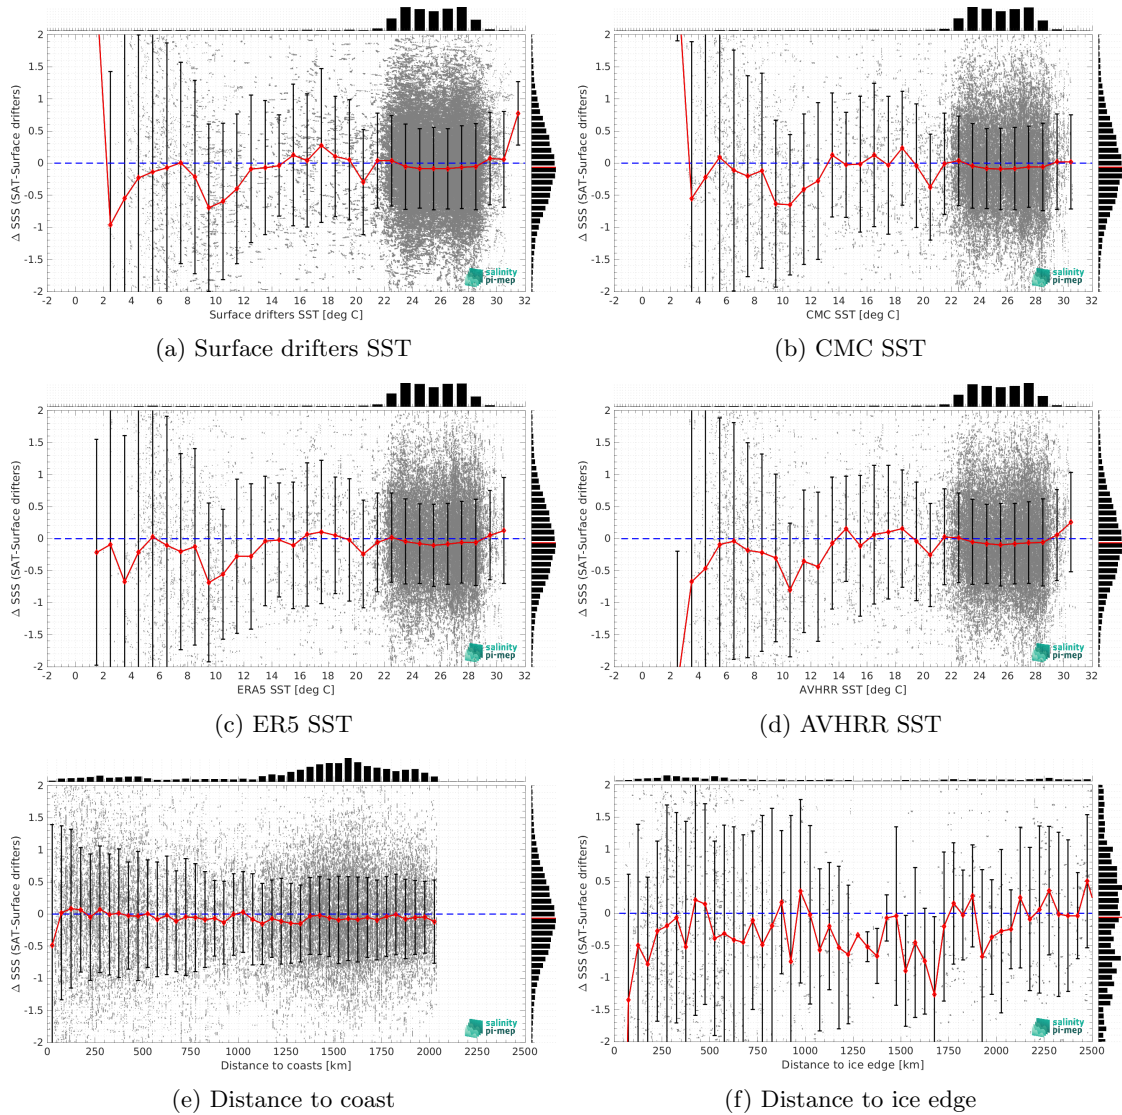 2
1.5
1
0.5
0
-0.5
-1
-1.5
-2
Δ SSS (SAT-Surface drifters)
-2 0 2 4 6 8 10 12 14 16 18 20 22 24 26 28 30 32
Surface drifters SST [deg C]
salinity
pi-mep
(a) Surface drifters SST
2
1.5
1
0.5
0
-0.5
-1
-1.5
-2
Δ SSS (SAT-Surface drifters)
-2 0 2 4 6 8 10 12 14 16 18 20 22 24 26 28 30 32
CMC SST [deg C]
salinity
pi-mep
(b) CMC SST
2
1.5
1
0.5
0
-0.5
-1
-1.5
-2
Δ SSS (SAT-Surface drifters)
-2 0 2 4 6 8 10 12 14 16 18 20 22 24 26 28 30 32
ERA5 SST [deg C]
salinity
pi-mep
(c) ER5 SST
2
1.5
1
0.5
0
-0.5
-1
-1.5
-2
Δ SSS (SAT-Surface drifters)
-2 0 2 4 6 8 10 12 14 16 18 20 22 24 26 28 30 32
AVHRR SST [deg C]
salinity
pi-mep
(d) AVHRR SST
2
1.5
1
0.5
0
-0.5
-1
-1.5
-2
Δ SSS (SAT-Surface drifters)
0 250 500 750 1000 1250 1500 1750 2000 2250 2500
Distance to coasts [km]
salinity
pi-mep
(e) Distance to coast
2
1.5
1
0.5
0
-0.5
-1
-1.5
-2
Δ SSS (SAT-Surface drifters)
0 250 500 750 1000 1250 1500 1750 2000 2250 2500
Distance to ice edge [km]
salinity
pi-mep
(f) Distance to ice edge